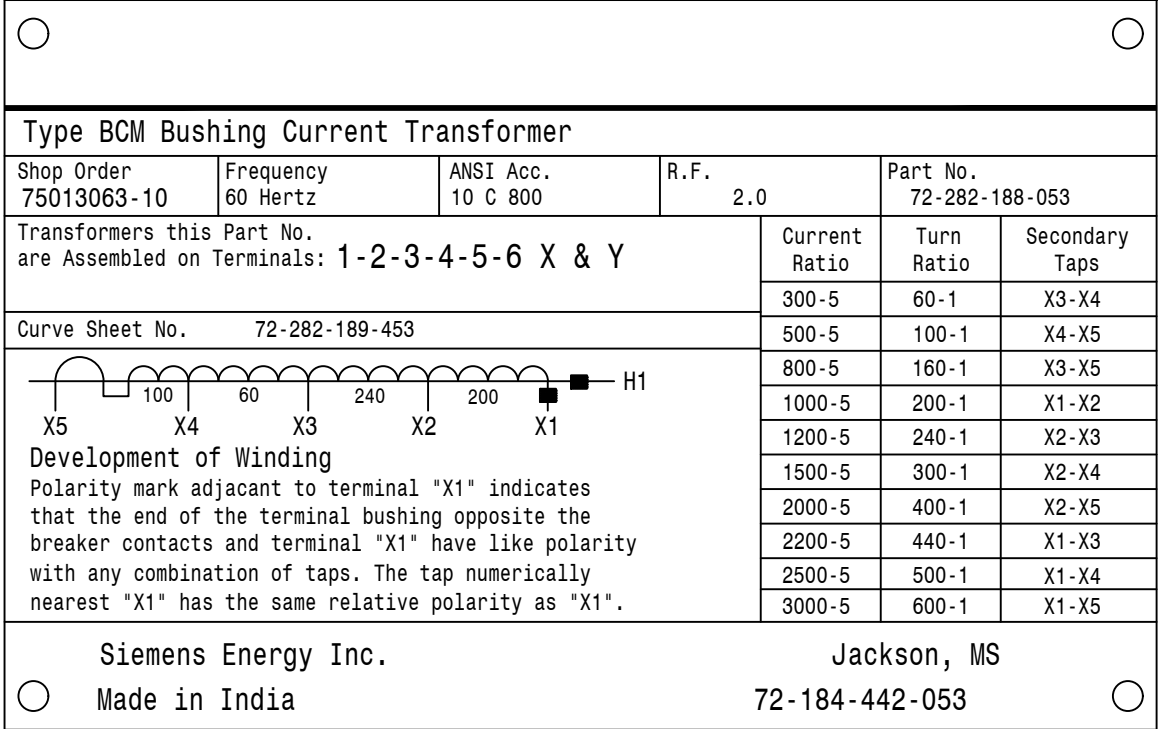 Type BCM Bushing Current Transformer
Shop Order Frequency ANSI Acc. R.F. Part No.
75013063-10 60 Hertz 10 C 800 2.0 72-282-188-053
Transformers this Part No.
are Assembled on Terminals: 1-2-3-4-5-6 X & Y
Curve Sheet No. 72-282-189-453
H1
100 60 240 200
X5 X4 X3 X2 X1
Development of Winding
Polarity mark adjacant to terminal "X1" indicates
that the end of the terminal bushing opposite the
breaker contacts and terminal "X1" have like polarity
with any combination of taps. The tap numerically
nearest "X1" has the same relative polarity as "X1".
Current Turn Secondary
Ratio Ratio Taps
300-5 60-1 X3-X4
500-5 100-1 X4-X5
800-5 160-1 X3-X5
1000-5 200-1 X1-X2
1200-5 240-1 X2-X3
1500-5 300-1 X2-X4
2000-5 400-1 X2-X5
2200-5 440-1 X1-X3
2500-5 500-1 X1-X4
3000-5 600-1 X1-X5
Siemens Energy Inc. Jackson, MS
Made in India 72-184-442-053